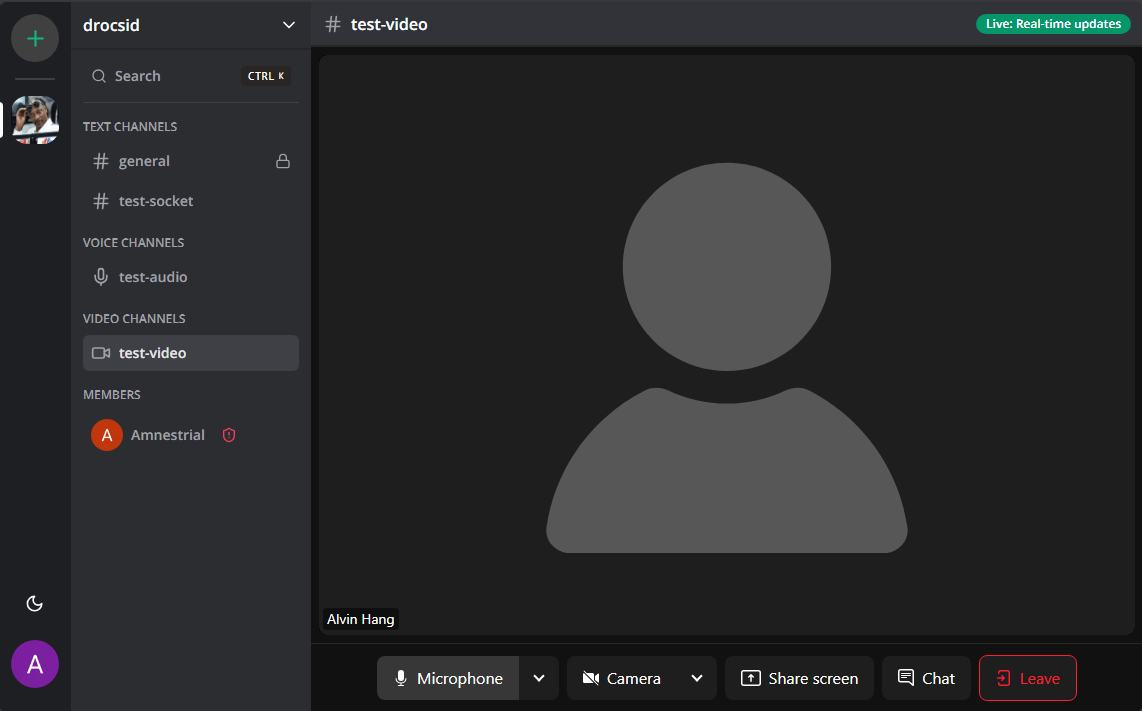 drocsid
Search
CTRL K
TEXT CHANNELS
general
test-socket
VOICE CHANNELS
test-audio
VIDEO CHANNELS
test-video
MEMBERS
A
Amnestrial
A
# test-video
Live: Real-time updates
Alvin Hang
Microphone
Camera
Share screen
Chat
Leave